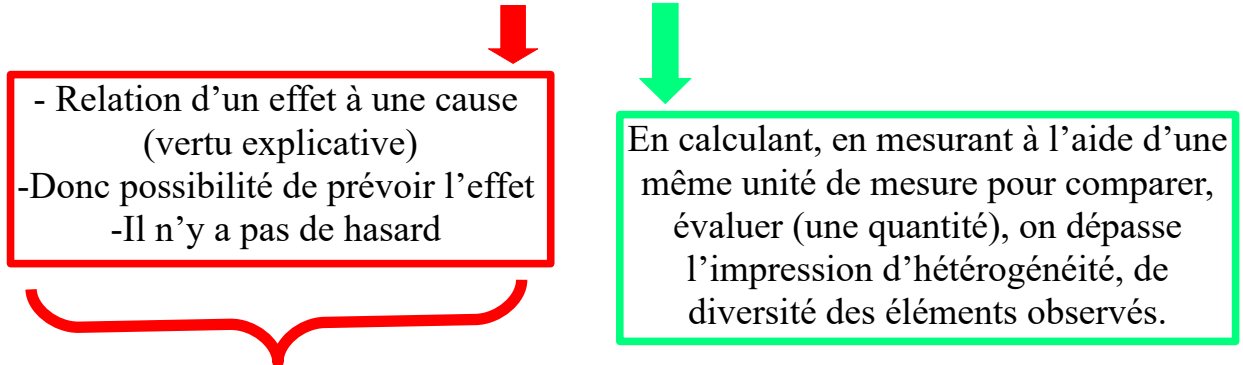 - Relation d’un effet à une cause
(vertu explicative)
-Donc possibilité de prévoir l’effet
-Il n’y a pas de hasard
En calculant, en mesurant à l’aide d’une
même unité de mesure pour comparer,
évaluer (une quantité), on dépasse
l’impression d’hétérogénéité, de
diversité des éléments observés.